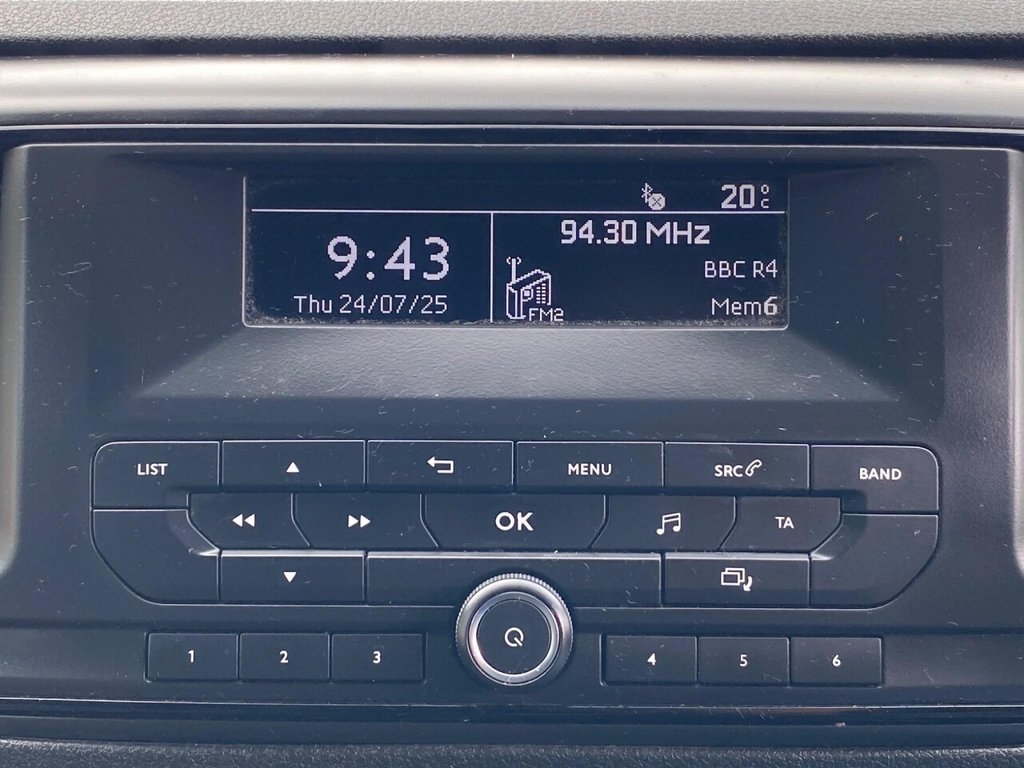 20°C
94.30 MHz
9:43
BBC R4
Thu 24/07/25
FM2
Mem6
LIST
MENU
SRC
BAND
OK
TA
1
2
3
4
5
6